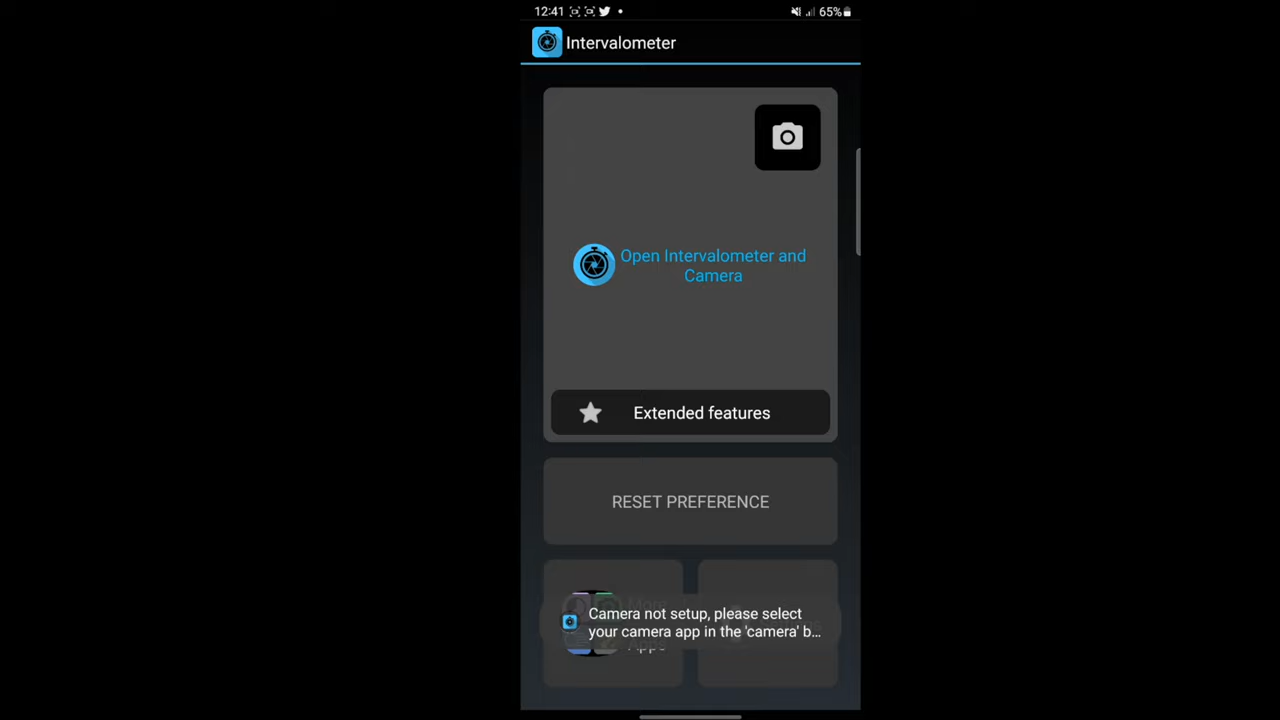 12:41
65%
Intervalometer
Open Intervalometer and
Camera
Extended features
RESET PREFERENCE
Camera not setup, please select
your camera app in the 'camera' b...
Apps